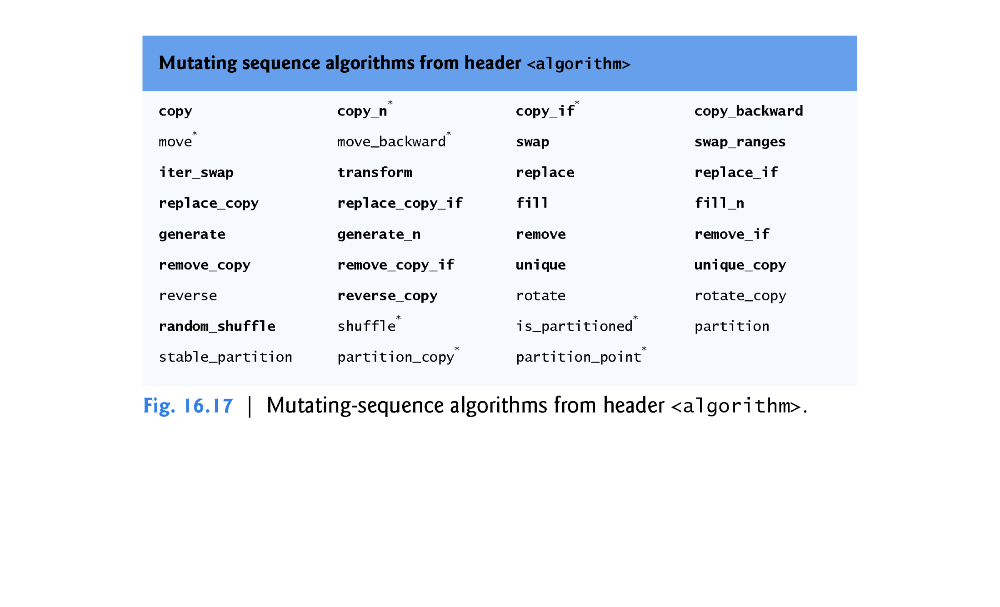 Mutating sequence algorithms from header <algorithm>
copy copy_n* copy_if* copy_backward
move* move_backward* swap swap_ranges
iter_swap transform replace replace_if
replace_copy replace_copy_if fill fill_n
generate generate_n remove remove_if
remove_copy remove_copy_if unique unique_copy
reverse reverse_copy rotate rotate_copy
random_shuffle shuffle* is_partitioned* partition
stable_partition partition_copy* partition_point*
Fig. 16.17 | Mutating-sequence algorithms from header <algorithm>.